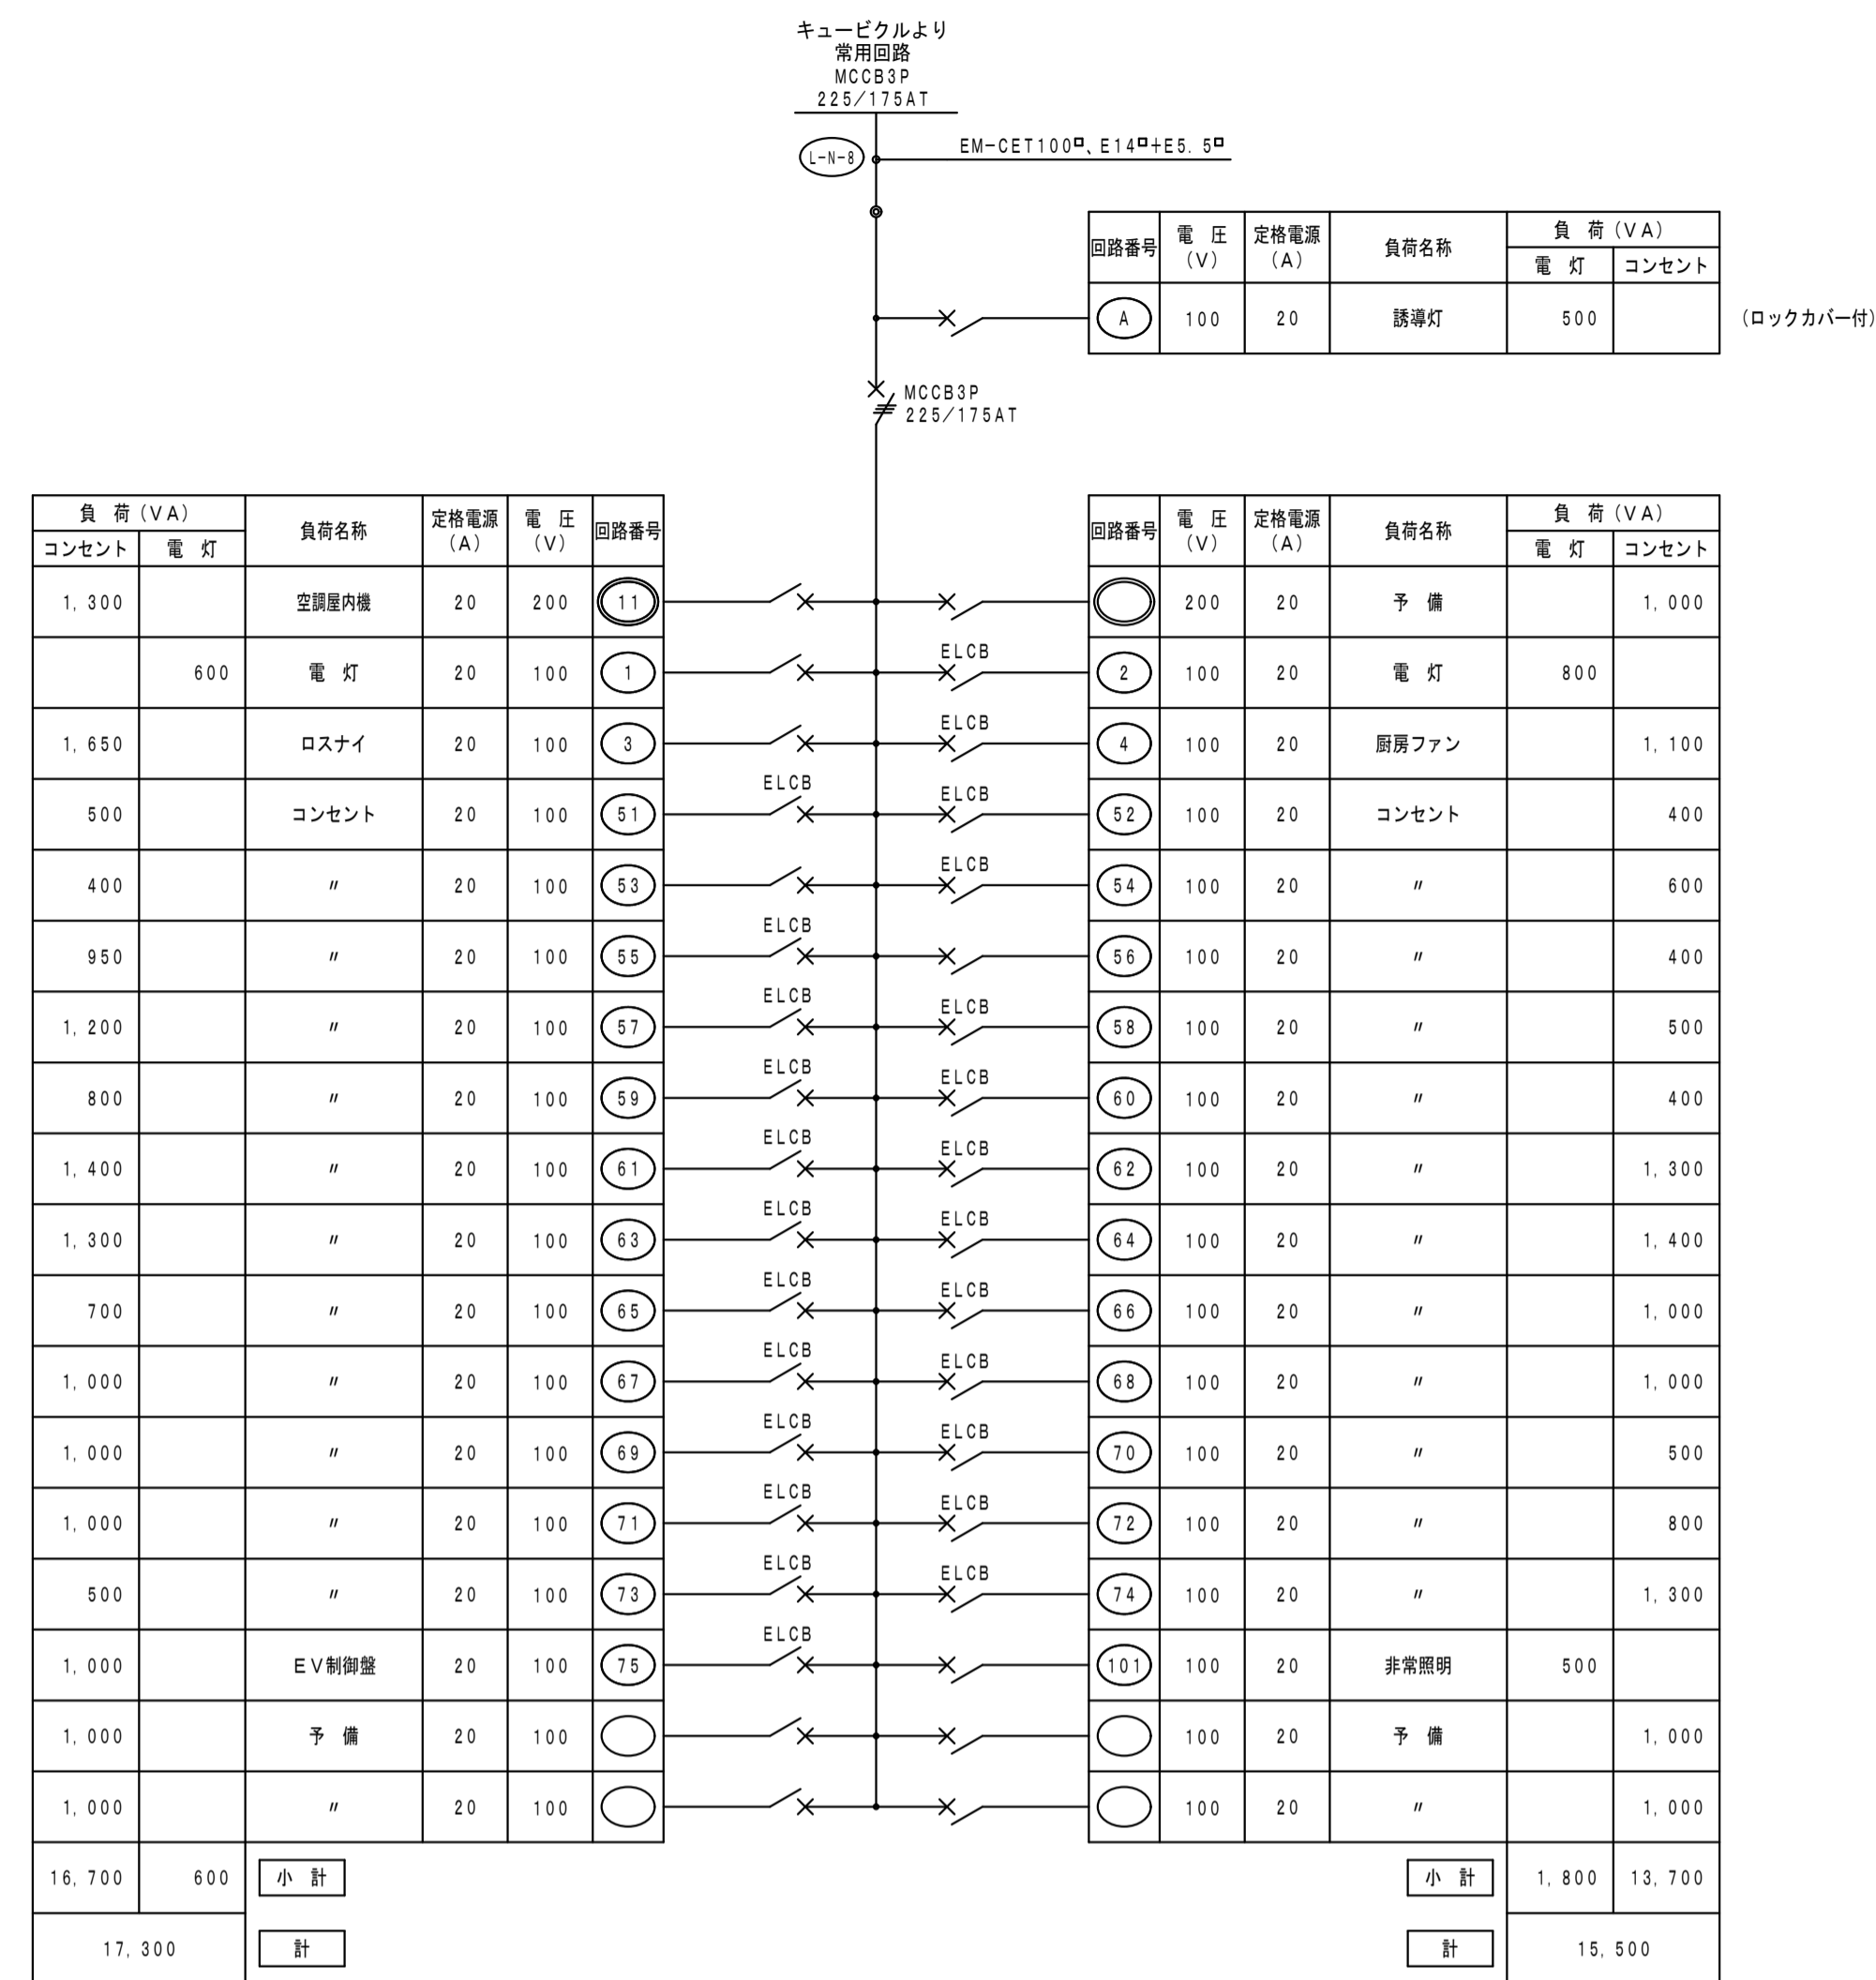 キュービクルより
常用回路
MCCB3P
225/175AT
L-N-8
EM-CET100□、E14□+E5.5□
回路番号 電 圧(V) 定格電源(A) 負荷名称 負 荷(VA) 電 灯 コンセント
A 100 20 誘導灯 500 (ロックカバー付)
MCCB3P
225/175AT
負 荷(VA) コンセント 電 灯 負荷名称 定格電源(A) 電 圧(V) 回路番号 回路番号 電 圧(V) 定格電源(A) 負荷名称 負 荷(VA) 電 灯 コンセント
1,300 空調屋内機 20 200 11 200 20 予 備 1,000
600 電 灯 20 100 1 ELCB 2 100 20 電 灯 800
1,650 ロスナイ 20 100 3 ELCB 4 100 20 厨房ファン 1,100
500 コンセント 20 100 51 ELCB ELCB 52 100 20 コンセント 400
400 〃 20 100 53 ELCB 54 100 20 〃 600
950 〃 20 100 55 ELCB 56 100 20 〃 400
1,200 〃 20 100 57 ELCB ELCB 58 100 20 〃 500
800 〃 20 100 59 ELCB ELCB 60 100 20 〃 400
1,400 〃 20 100 61 ELCB ELCB 62 100 20 〃 1,300
1,300 〃 20 100 63 ELCB ELCB 64 100 20 〃 1,400
700 〃 20 100 65 ELCB ELCB 66 100 20 〃 1,000
1,000 〃 20 100 67 ELCB ELCB 68 100 20 〃 1,000
1,000 〃 20 100 69 ELCB ELCB 70 100 20 〃 500
1,000 〃 20 100 71 ELCB ELCB 72 100 20 〃 800
500 〃 20 100 73 ELCB ELCB 74 100 20 〃 1,300
1,000 EV制御盤 20 100 75 ELCB 101 100 20 非常照明 500
1,000 予 備 20 100 100 20 予 備 1,000
1,000 〃 20 100 100 20 〃 1,000
16,700 600 小 計 小 計 1,800 13,700
17,300 計 計 15,500